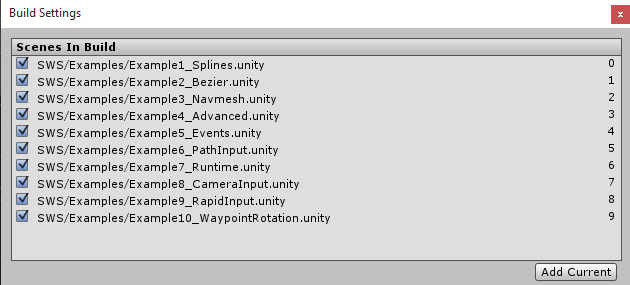 Build Settings
x
Scenes In Build
SWS/Examples/Example1_Splines.unity 0
SWS/Examples/Example2_Bezier.unity 1
SWS/Examples/Example3_Navmesh.unity 2
SWS/Examples/Example4_Advanced.unity 3
SWS/Examples/Example5_Events.unity 4
SWS/Examples/Example6_PathInput.unity 5
SWS/Examples/Example7_Runtime.unity 6
SWS/Examples/Example8_CameraInput.unity 7
SWS/Examples/Example9_RapidInput.unity 8
SWS/Examples/Example10_WaypointRotation.unity 9
Add Current